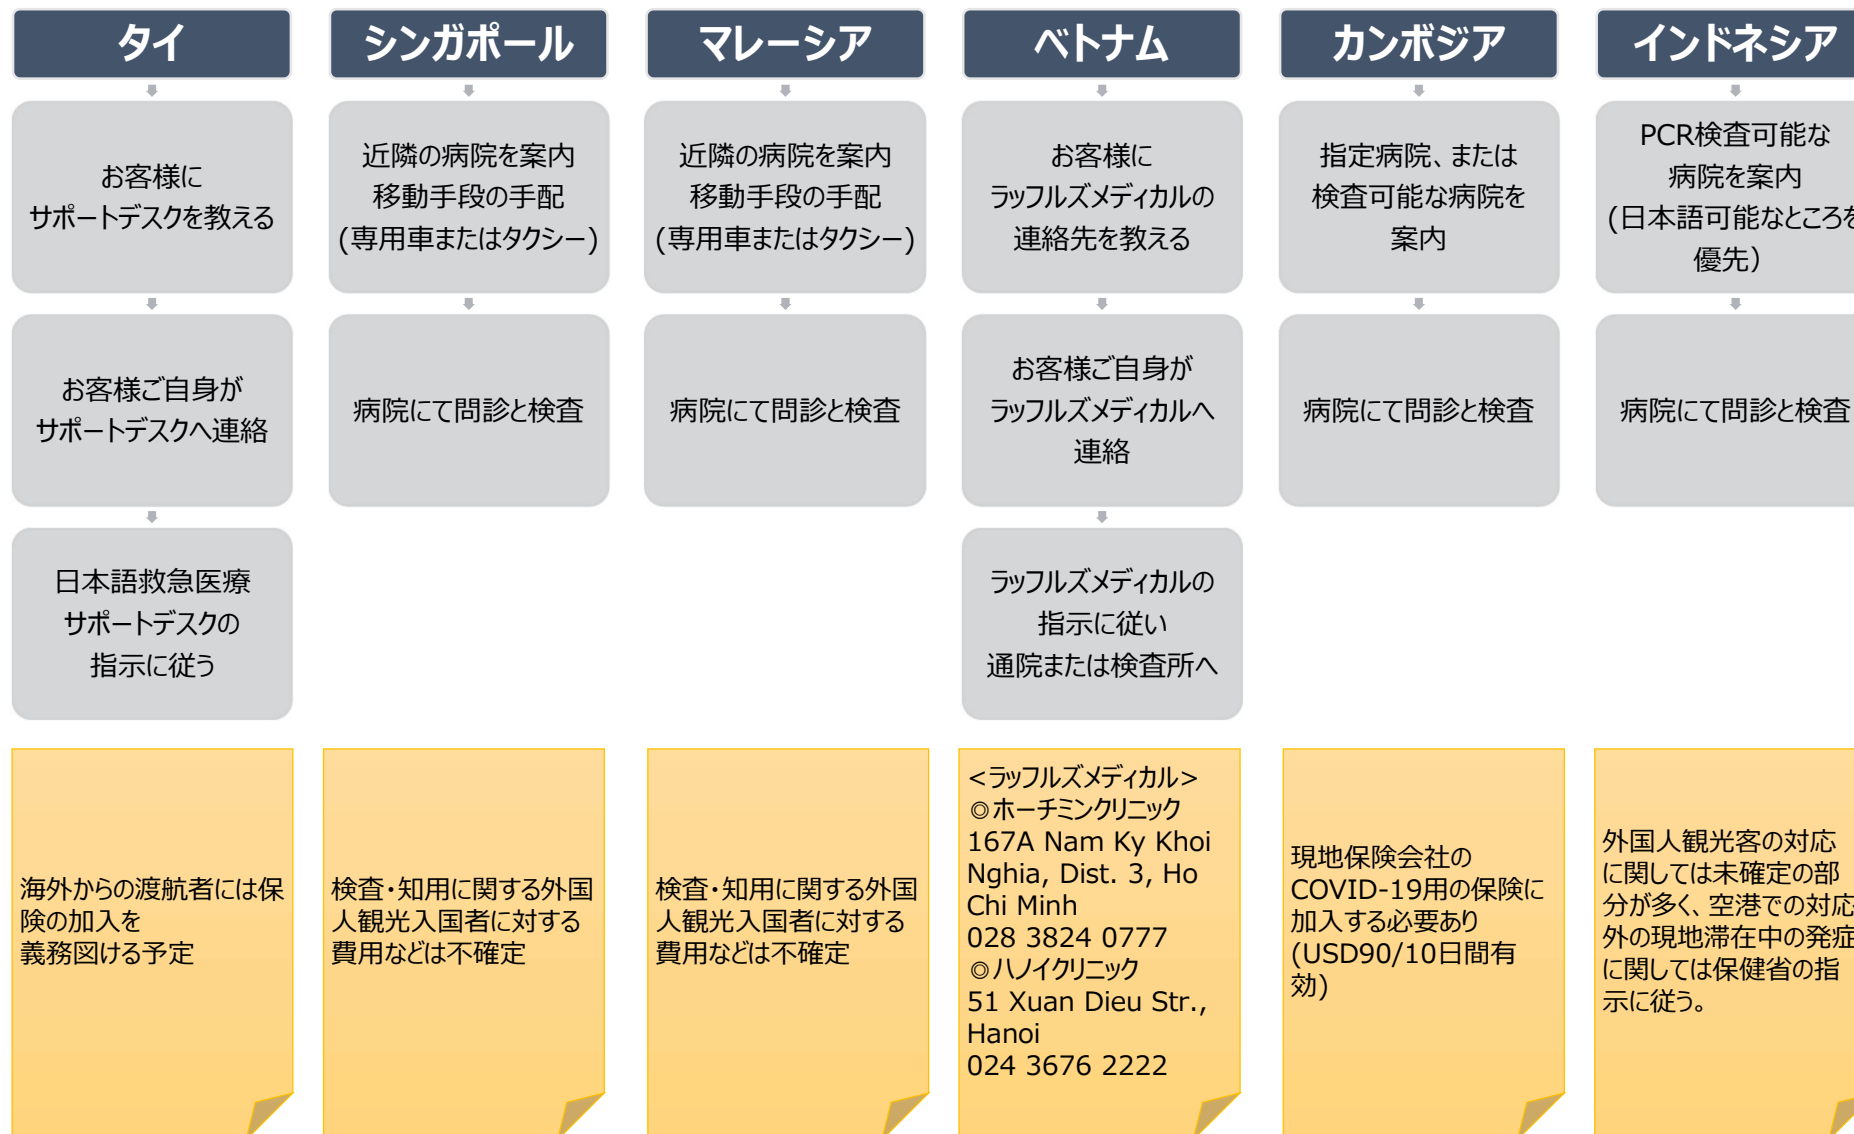 タイ
お客様に
サポートデスクを教える
お客様ご自身が
サポートデスクへ連絡
日本語救急医療
サポートデスクの
指示に従う
海外からの渡航者には保
険の加入を
義務図ける予定
シンガポール
近隣の病院を案内
移動手段の手配
(専用車またはタクシー)
病院にて問診と検査
検査・知用に関する外国
人観光入国者に対する
費用などは不確定
マレーシア
近隣の病院を案内
移動手段の手配
(専用車またはタクシー)
病院にて問診と検査
検査・知用に関する外国
人観光入国者に対する
費用などは不確定
ベトナム
お客様に
ラッフルズメディカルの
連絡先を教える
お客様ご自身が
ラッフルズメディカルへ
連絡
ラッフルズメディカルの
指示に従い
通院または検査所へ
<ラッフルズメディカル>
◎ホーチミンクリニック
167A Nam Ky Khoi
Nghia, Dist. 3, Ho
Chi Minh
028 3824 0777
◎ハノイクリニック
51 Xuan Dieu Str.,
Hanoi
024 3676 2222
カンボジア
指定病院、または
検査可能な病院を
案内
病院にて問診と検査
現地保険会社の
COVID-19用の保険に
加入する必要あり
(USD90/10日間有
効)
インドネシア
PCR検査可能な
病院を案内
(日本語可能なところを
優先）
病院にて問診と検査
外国人観光客の対応
に関しては未確定の部
分が多く、空港での対応
外の現地滞在中の発症
に関しては保健省の指
示に従う。